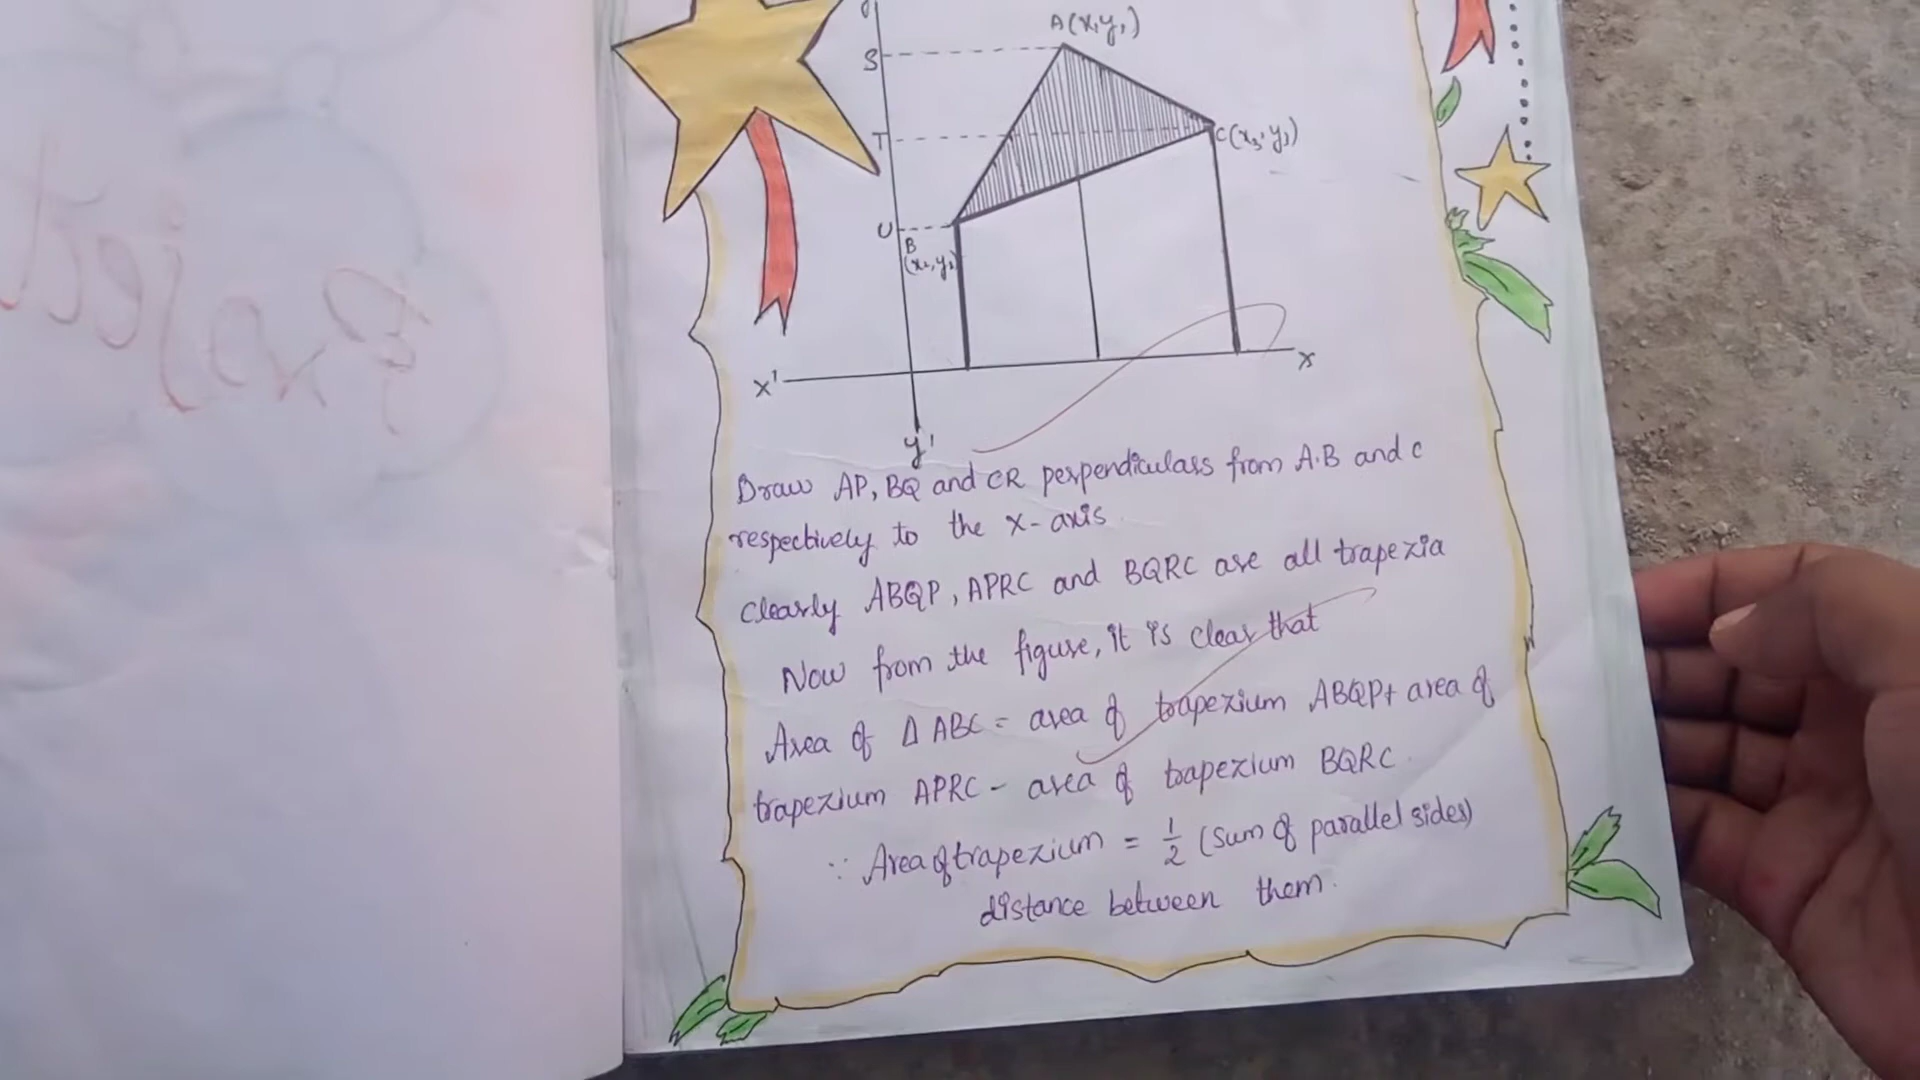 y
A(x,y,)
S
T
C(x₃,y₃)
U
B
(x₂,y₂)
X'
X
y'
Draw AP, BQ and CR perpendiculars from A.B and C
respectively to the x-axis
clearly ABQP, APRC and BQRC are all trapezia
Now from the figure, it is clear that
Area of Δ ABC = area of trapezium ABQP+ area of
trapezium APRC - area of trapezium BQRC.
∵ Area of trapezium = 1/2 (Sum of parallel sides)
distance between them.